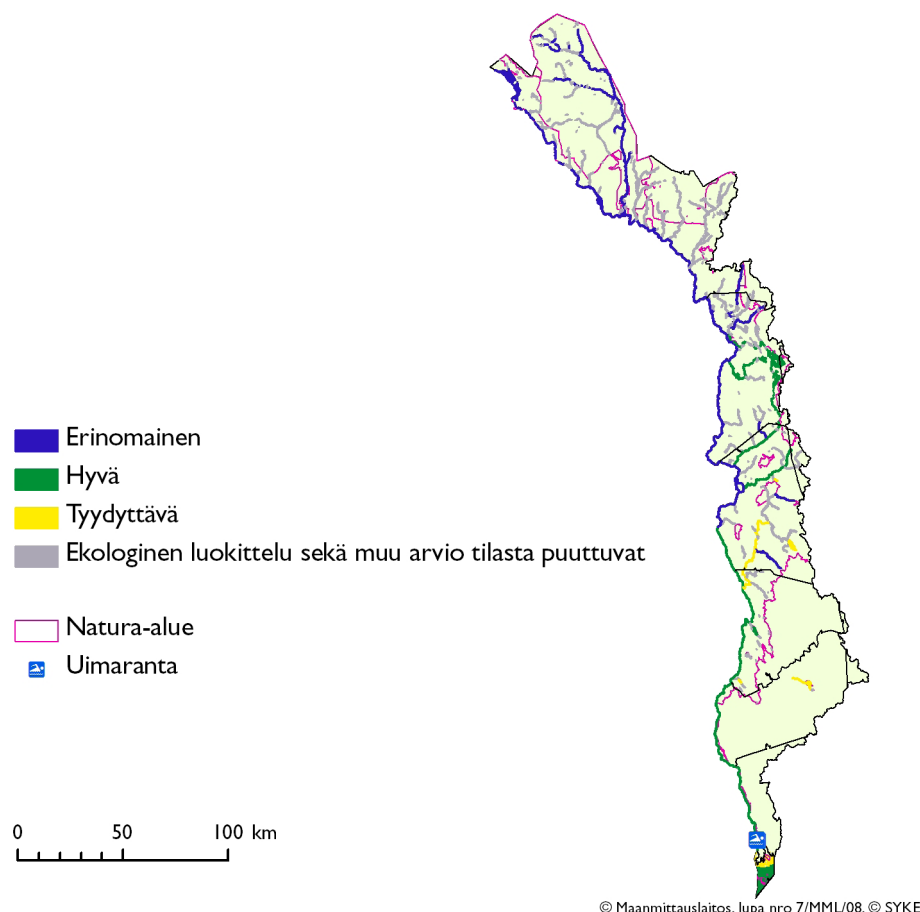 Erinomainen
Hyvä
Tyydyttävä
Ekologinen luokittelu sekä muu arvio tilasta puuttuvat
Natura-alue
Uimaranta
0 50 100 km
© Maanmittauslaitos, lupa nro 7/MML/08, © SYKE